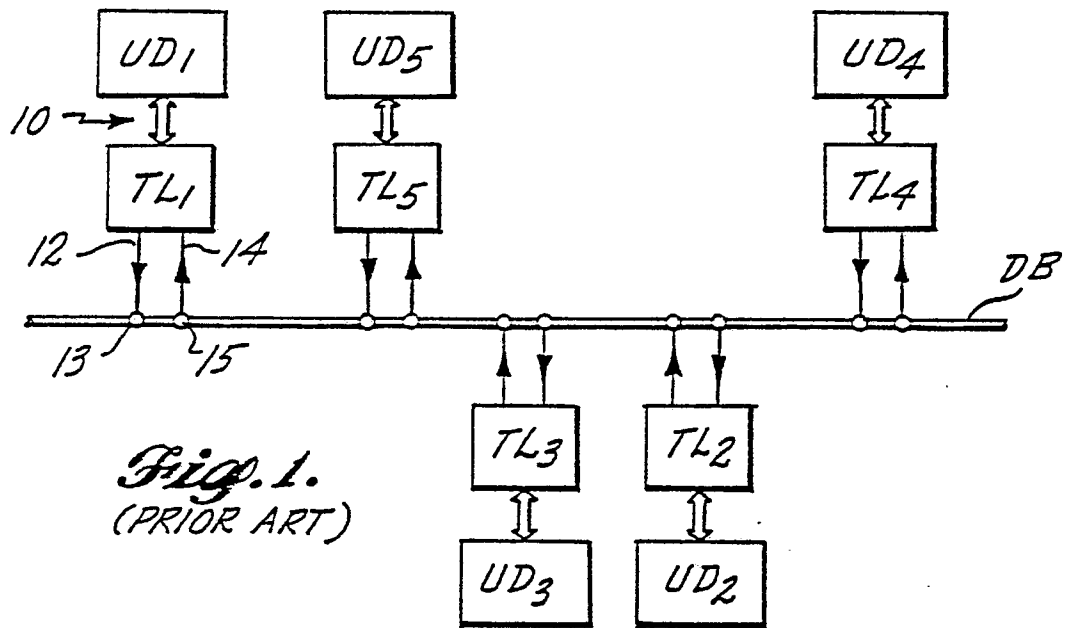 UD1 UD5 UD4
10
TL1 TL5 TL4
12 14
DB
13 15
TL3 TL2
Fig. 1.
(PRIOR ART)
UD3 UD2